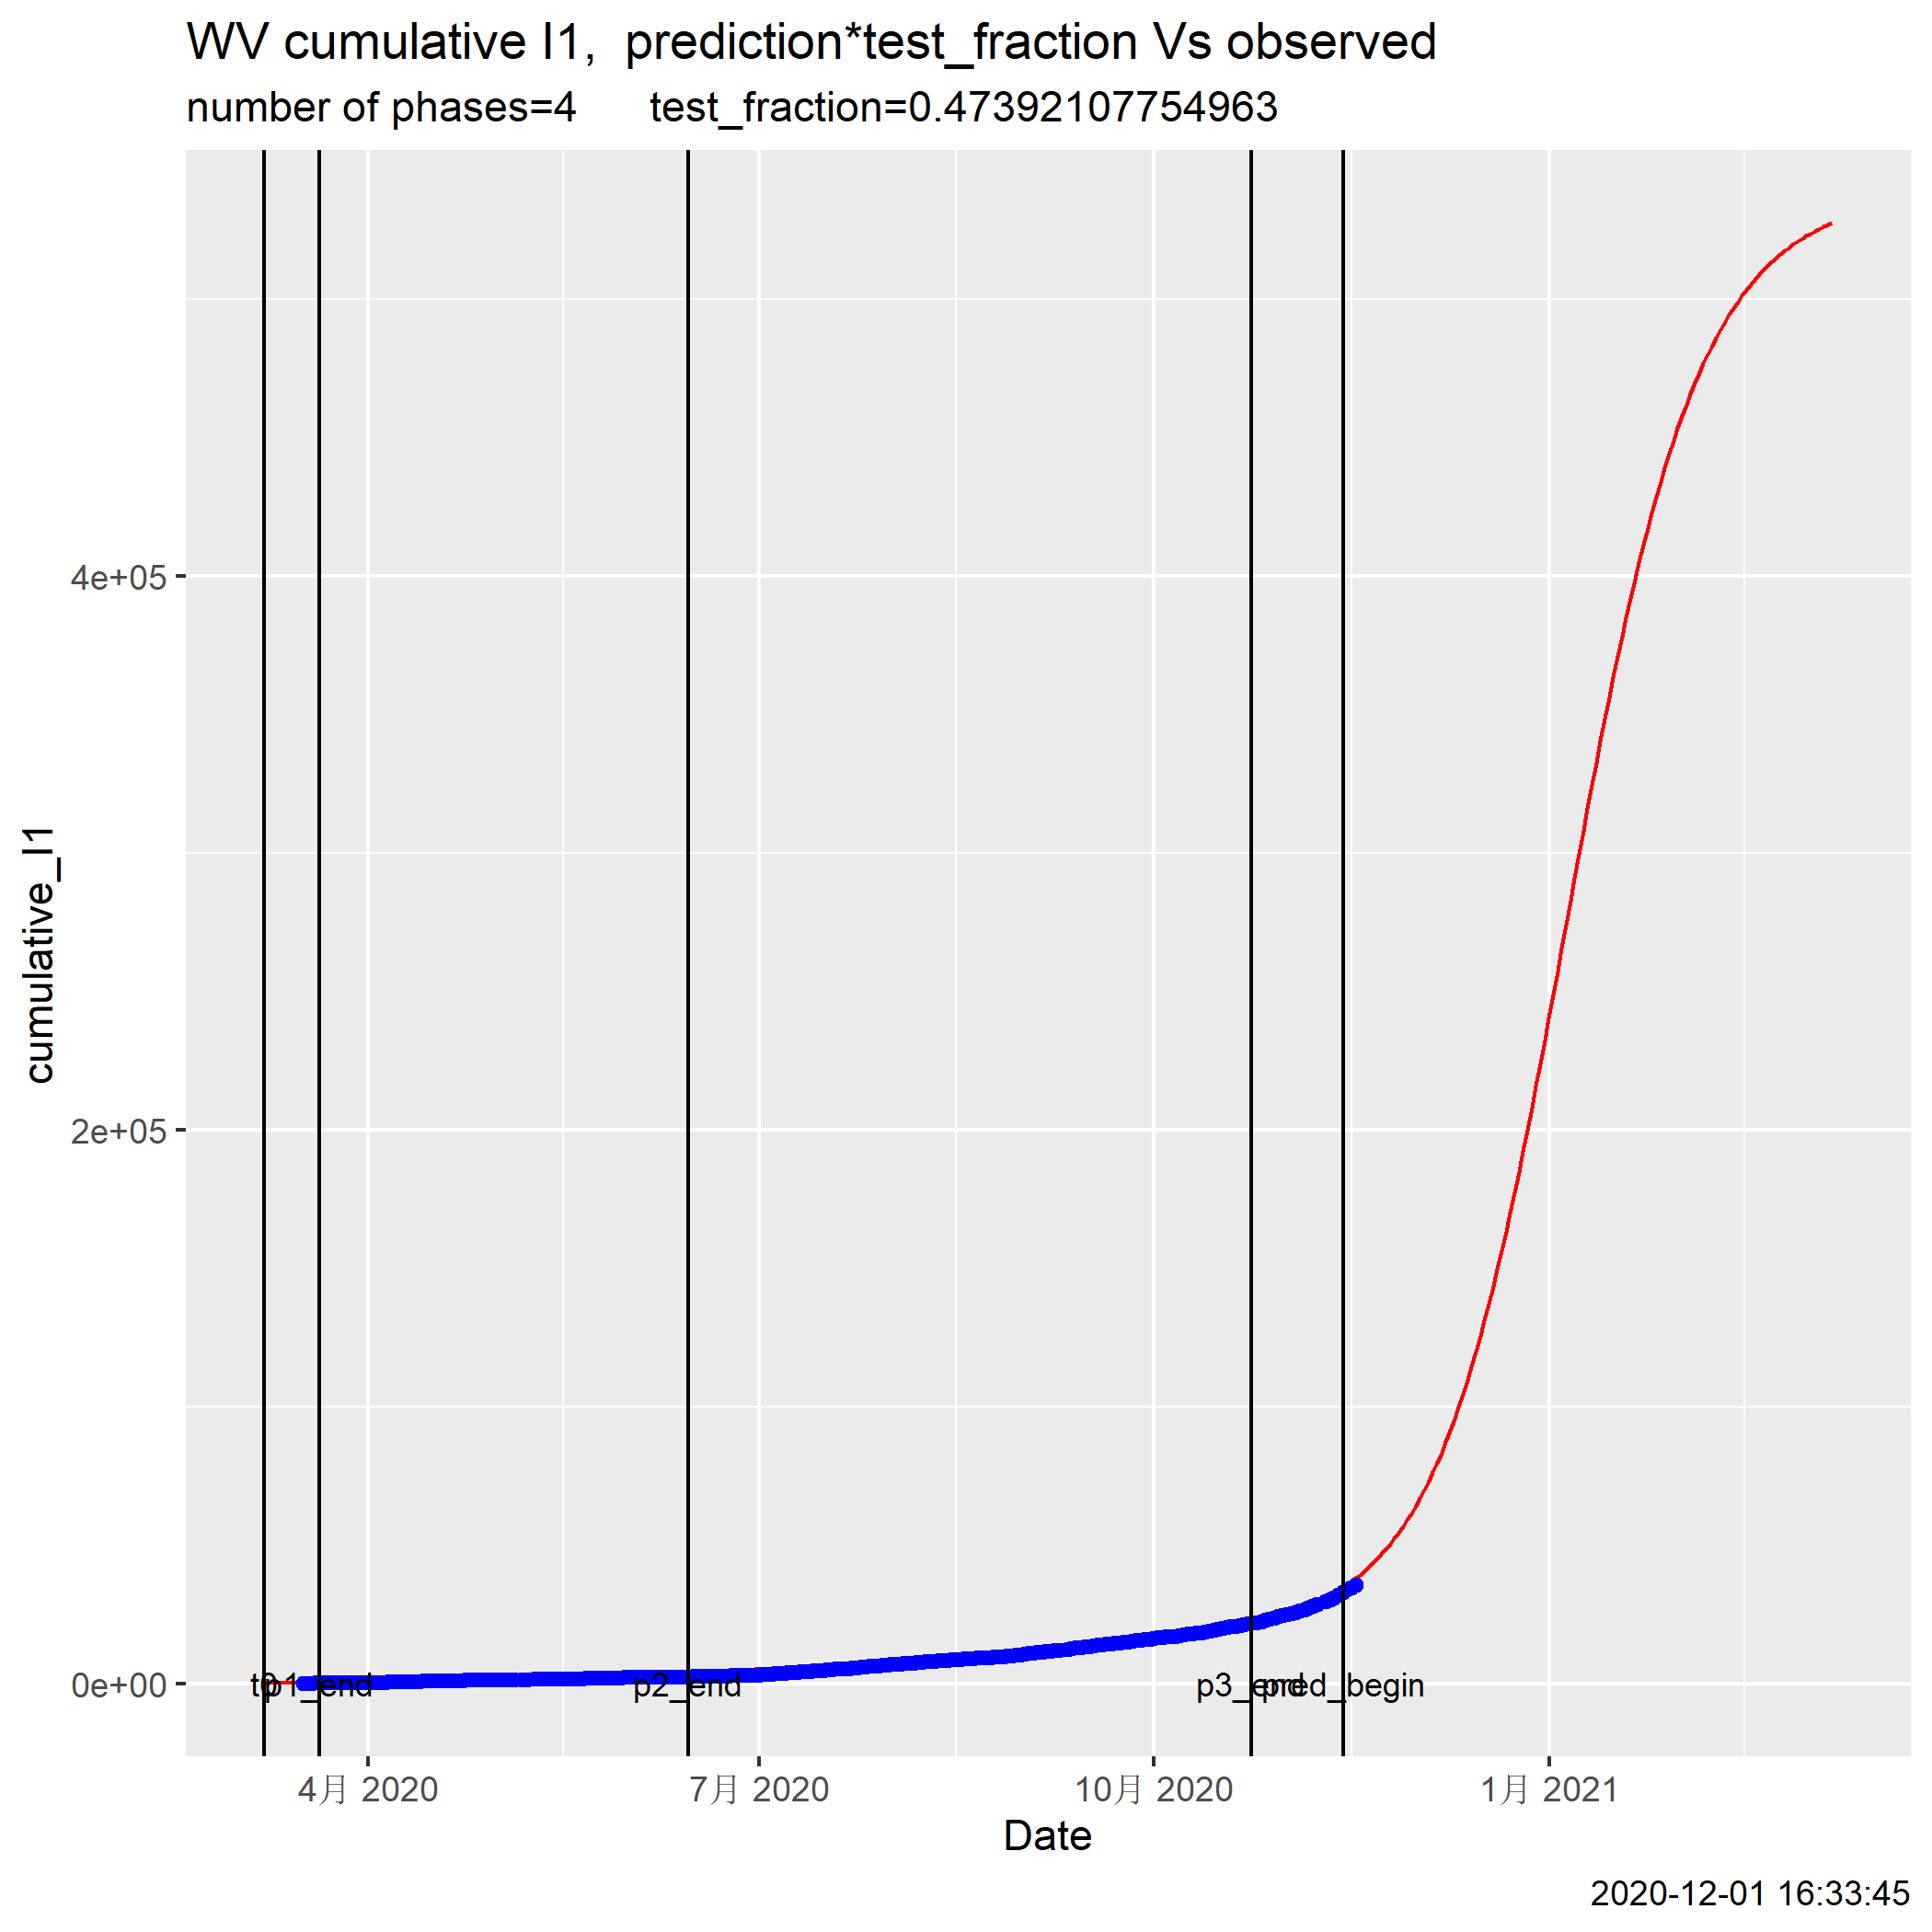 WV cumulative I1,  prediction*test_fraction Vs observed
number of phases=4      test_fraction=0.47392107754963
cumulative_I1
4e+05
2e+05
0e+00
t0 p1_end p2_end p3_end pred_begin
4月 2020 7月 2020 10月 2020 1月 2021
Date
2020-12-01 16:33:45